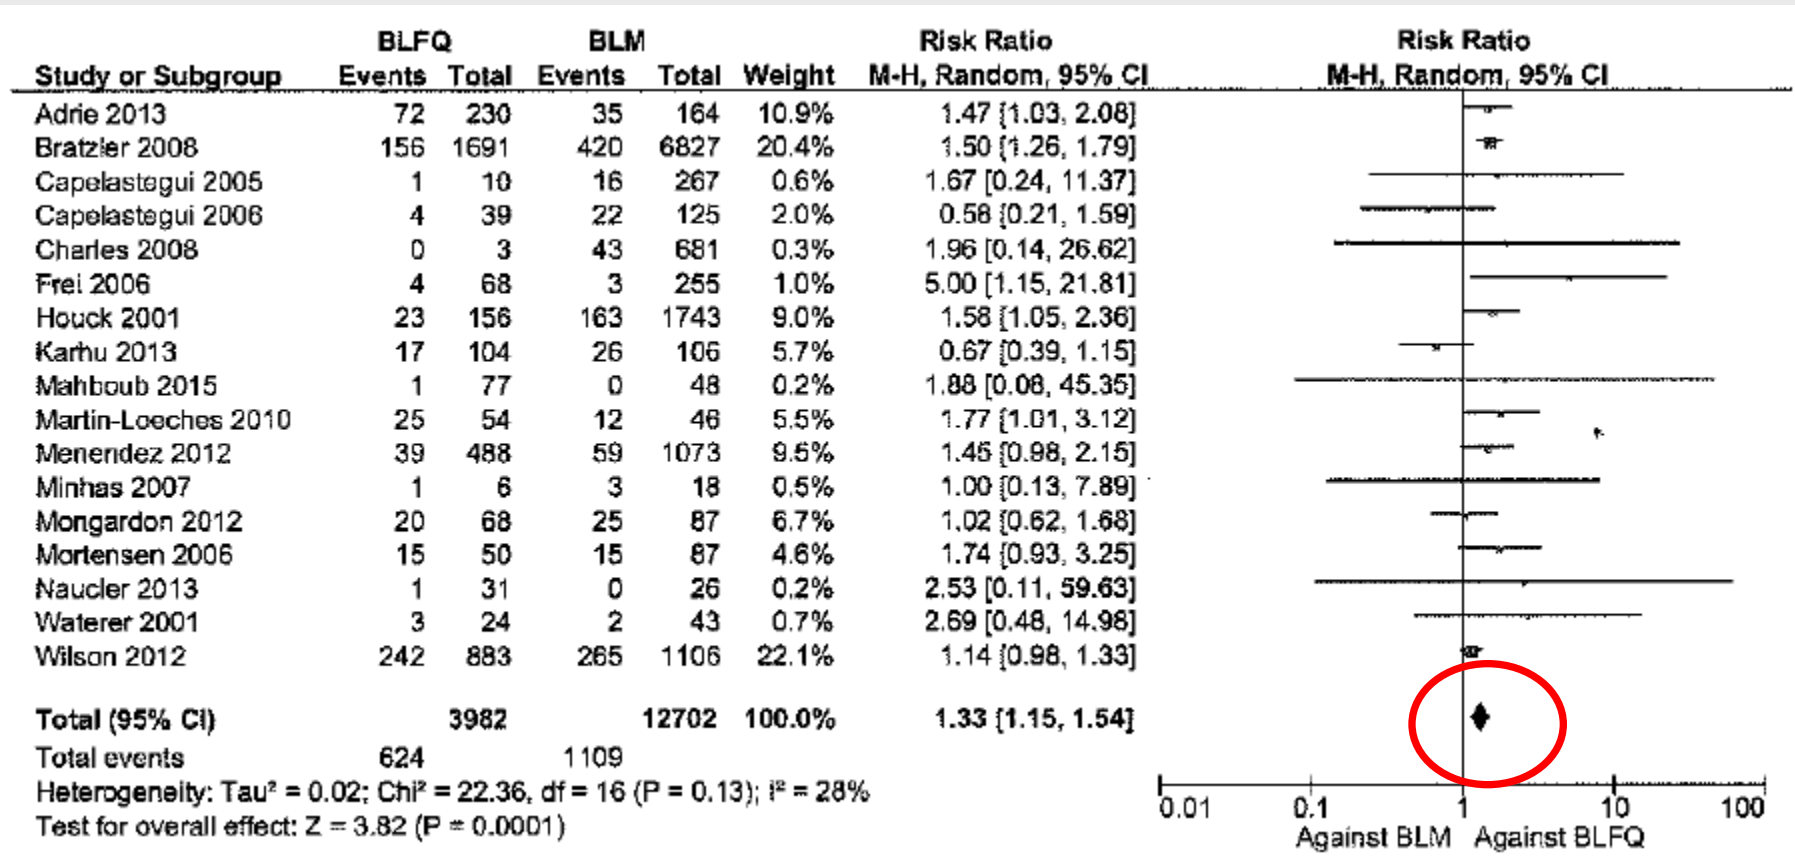 BLFQ BLM Risk Ratio Risk Ratio
Study or Subgroup Events Total Events Total Weight M-H, Random, 95% CI M-H, Random, 95% CI
Adrie 2013 72 230 35 164 10.9% 1.47 [1.03, 2.08]
Bratzler 2008 156 1691 420 6827 20.4% 1.50 [1.26, 1.79]
Capelastegui 2005 1 10 16 267 0.6% 1.67 [0.24, 11.37]
Capelastegui 2006 4 39 22 125 2.0% 0.58 [0.21, 1.59]
Charles 2008 0 3 43 681 0.3% 1.96 [0.14, 26.62]
Frei 2006 4 68 3 255 1.0% 5.00 [1.15, 21.81]
Houck 2001 23 156 163 1743 9.0% 1.58 [1.05, 2.36]
Karhu 2013 17 104 26 106 5.7% 0.67 [0.39, 1.15]
Mahboub 2015 1 77 0 48 0.2% 1.88 [0.08, 45.35]
Martin-Loeches 2010 25 54 12 46 5.5% 1.77 [1.01, 3.12]
Menendez 2012 39 488 59 1073 9.5% 1.45 [0.98, 2.15]
Minhas 2007 1 6 3 18 0.5% 1.00 [0.13, 7.89]
Mongardon 2012 20 68 25 87 6.7% 1.02 [0.62, 1.68]
Mortensen 2006 15 50 15 87 4.6% 1.74 [0.93, 3.25]
Naucler 2013 1 31 0 26 0.2% 2.53 [0.11, 59.63]
Waterer 2001 3 24 2 43 0.7% 2.69 [0.48, 14.98]
Wilson 2012 242 883 265 1106 22.1% 1.14 [0.98, 1.33]
Total (95% CI) 3982 12702 100.0% 1.33 [1.15, 1.54]
Total events 624 1109
Heterogeneity: Tau² = 0.02; Chi² = 22.36, df = 16 (P = 0.13); I² = 28%
Test for overall effect: Z = 3.82 (P = 0.0001)
0.01 0.1 1 10 100
Against BLM Against BLFQ